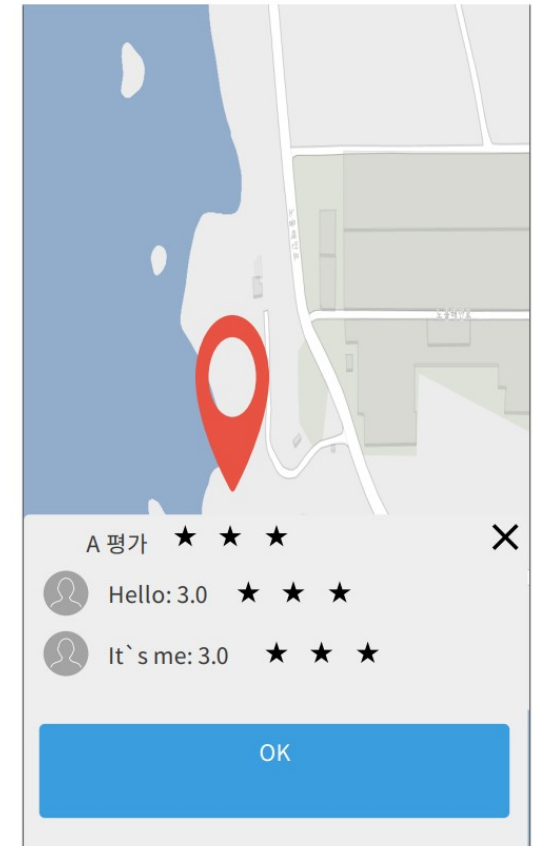 A 평가 ★ ★ ★
Hello: 3.0 ★ ★ ★
It`s me: 3.0 ★ ★ ★
OK